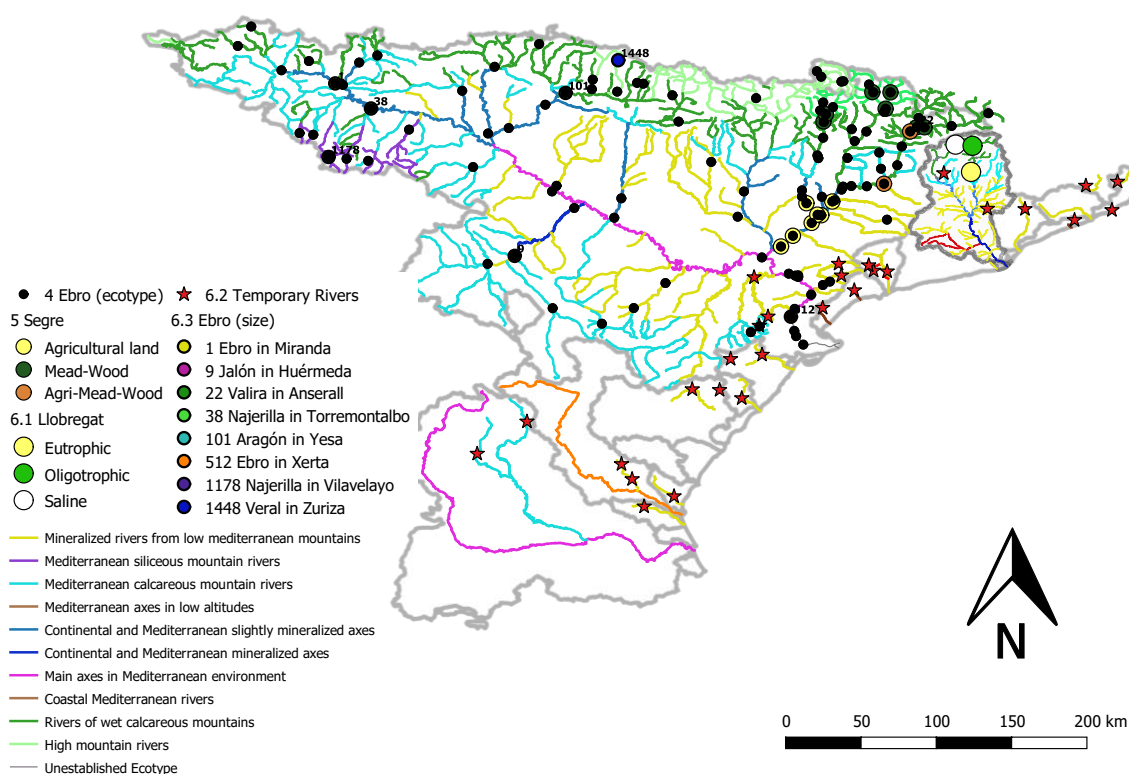 1448
101
38
1178
9
4 Ebro (ecotype)
6.2 Temporary Rivers
5 Segre
6.3 Ebro (size)
Agricultural land
1 Ebro in Miranda
Mead-Wood
9 Jalón in Huérmeda
Agri-Mead-Wood
22 Valira in Anserall
6.1 Llobregat
38 Najerilla in Torremontalbo
Eutrophic
101 Aragón in Yesa
Oligotrophic
512 Ebro in Xerta
Saline
1178 Najerilla in Vilavelayo
1448 Veral in Zuriza
Mineralized rivers from low mediterranean mountains
Mediterranean siliceous mountain rivers
Mediterranean calcareous mountain rivers
Mediterranean axes in low altitudes
Continental and Mediterranean slightly mineralized axes
Continental and Mediterranean mineralized axes
Main axes in Mediterranean environment
Coastal Mediterranean rivers
Rivers of wet calcareous mountains
High mountain rivers
Unestablished Ecotype
N
0 50 100 150 200 km